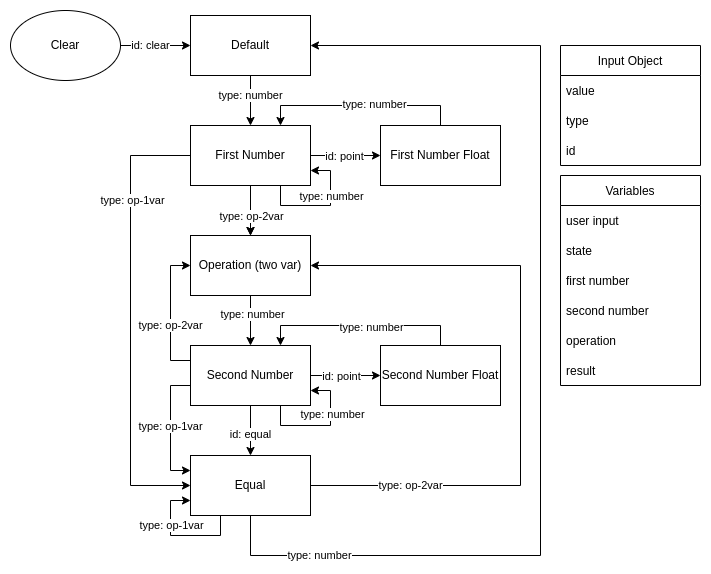 Clear
id: clear
Default
type: number
type: number
First Number
id: point
First Number Float
type: number
type: op-1var
type: op-2var
Operation (two var)
type: number
type: op-2var
type: number
Second Number
id: point
Second Number Float
type: number
type: op-1var
id: equal
Equal
type: op-2var
type: op-1var
type: number
Input Object
value
type
id
Variables
user input
state
first number
second number
operation
result